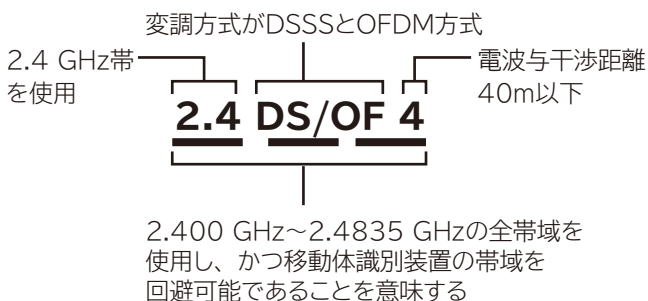 変調方式がDSSSとOFDM方式
2.4 GHz帯
を使用
電波与干渉距離
40m以下
2.4 DS/OF 4
2.400 GHz～2.4835 GHzの全帯域を
使用し、かつ移動体識別装置の帯域を
回避可能であることを意味する